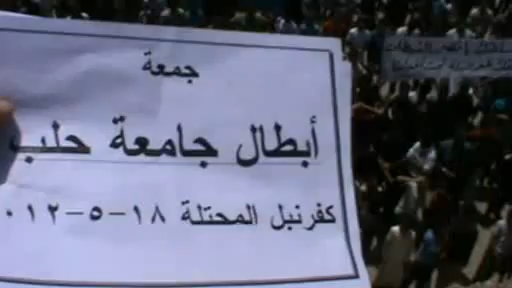 جمعة
أبطال جامعة حلب
كفرنبل المحتلة ١٨-٥-٢٠١٢